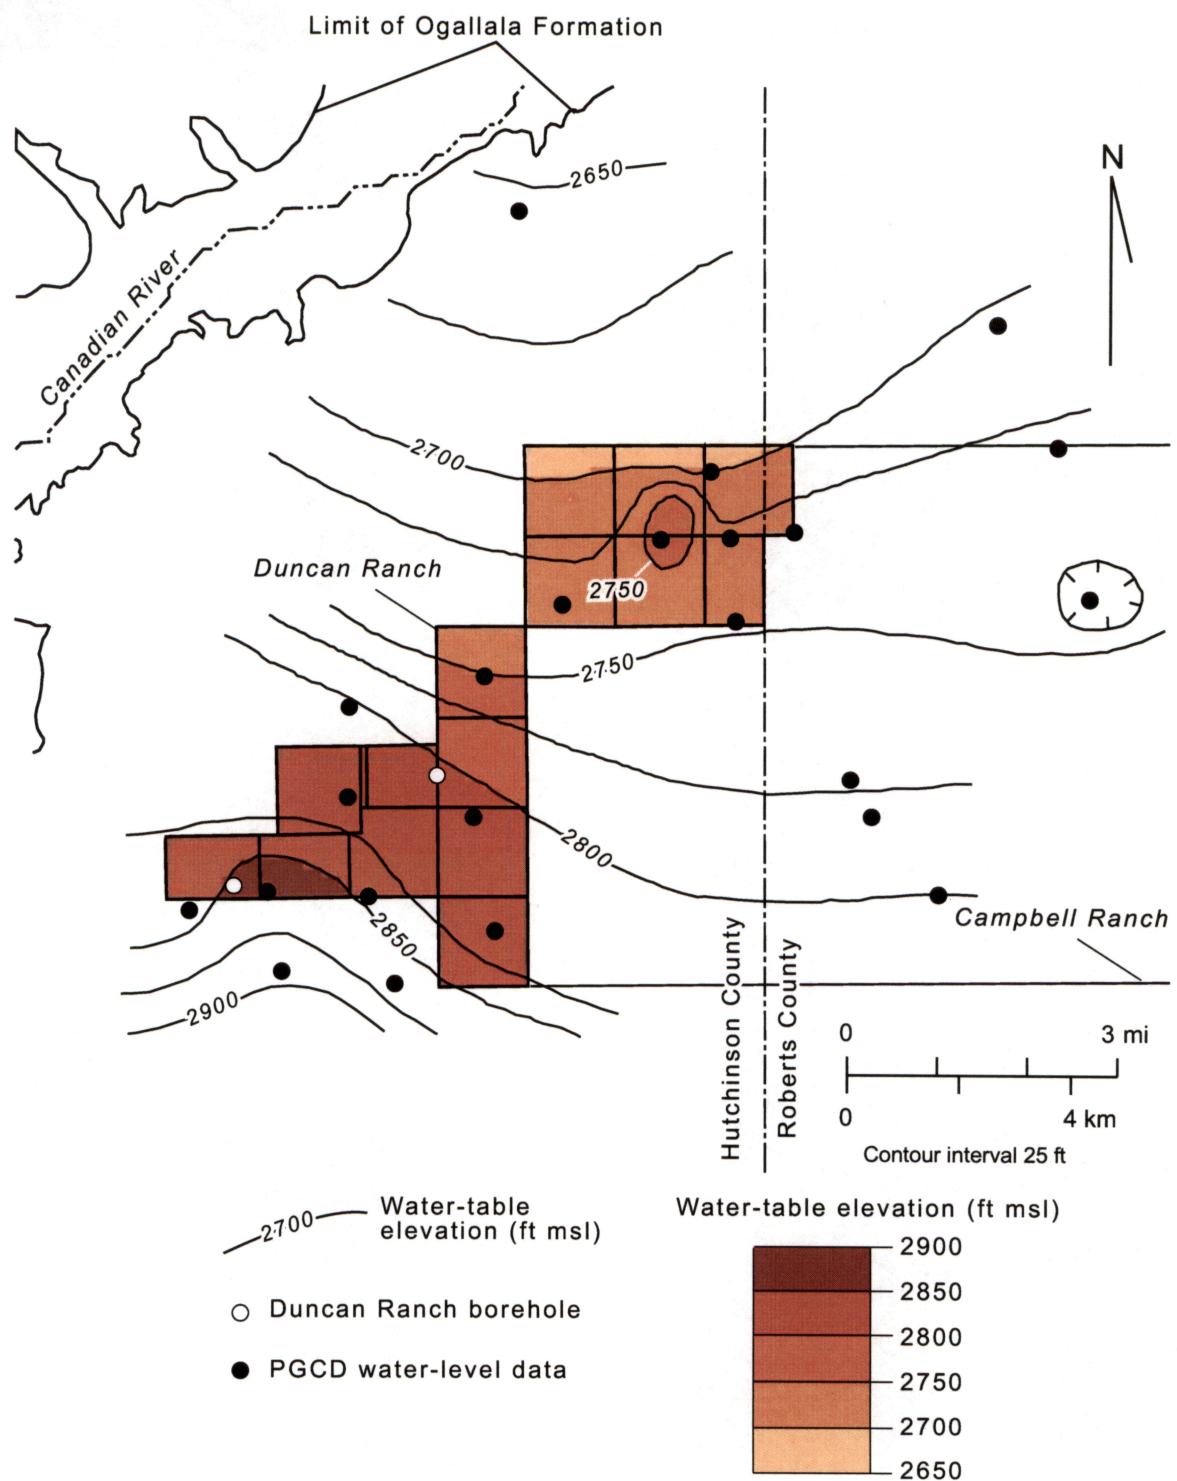 Limit of Ogallala Formation
N
2650
Canadian River
2700
Duncan Ranch
2750
2750
2800
Campbell Ranch
2850
2900
Hutchinson County
Roberts County
0 3 mi
0 4 km
Contour interval 25 ft
2700
Water-table
elevation (ft msl)
Duncan Ranch borehole
PGCD water-level data
Water-table elevation (ft msl)
2900
2850
2800
2750
2700
2650